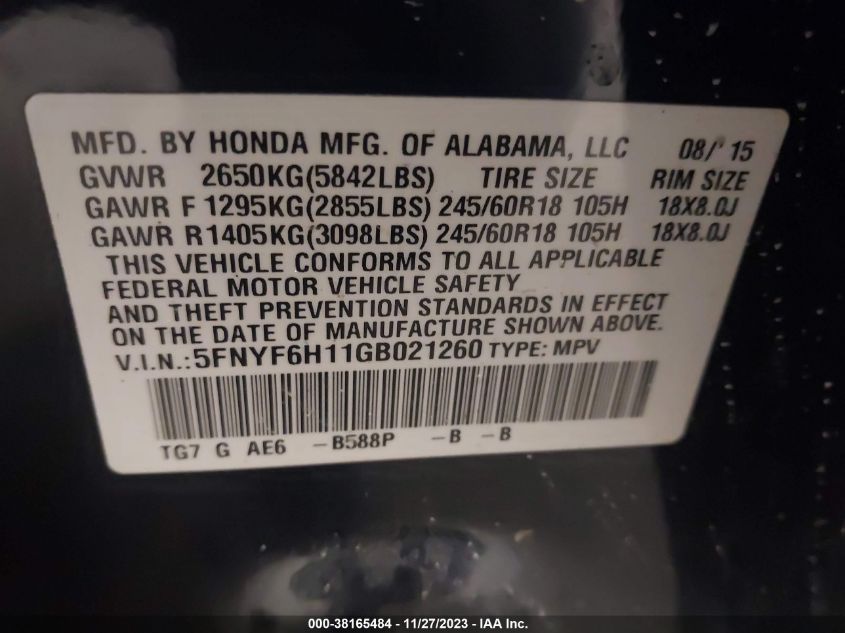 MFD. BY HONDA MFG. OF ALABAMA, LLC 08/'15
GVWR 2650KG(5842LBS) TIRE SIZE RIM SIZE
GAWR F 1295KG(2855LBS) 245/60R18 105H 18X8.0J
GAWR R1405KG(3098LBS) 245/60R18 105H 18X8.0J
THIS VEHICLE CONFORMS TO ALL APPLICABLE
FEDERAL MOTOR VEHICLE SAFETY
AND THEFT PREVENTION STANDARDS IN EFFECT
ON THE DATE OF MANUFACTURE SHOWN ABOVE.
V.I.N.:5FNYF6H11GB021260 TYPE: MPV
TG7 G AE6 -B588P -B -B
000-38165484 — 11/27/2023 — IAA Inc.